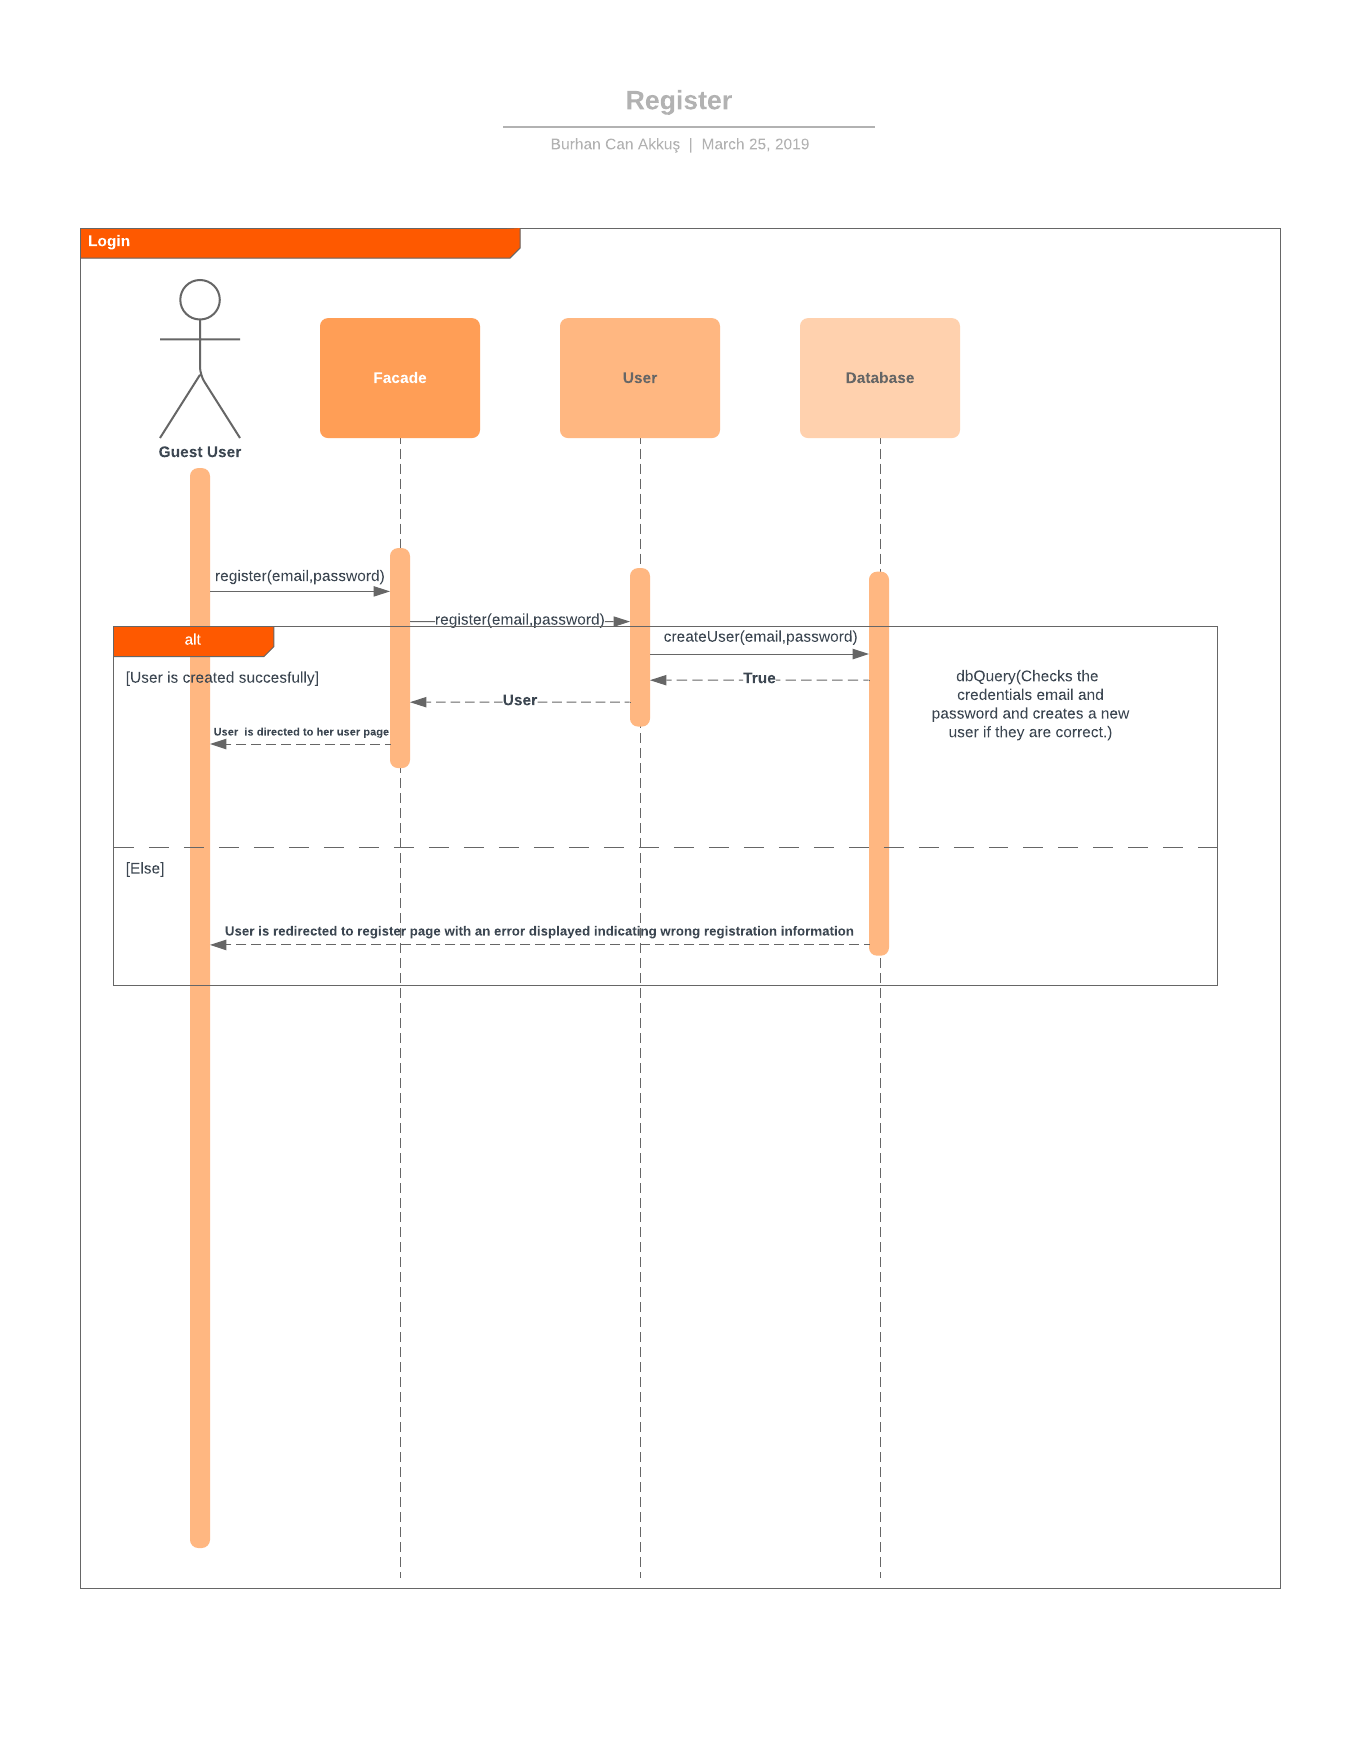 Register
Burhan Can Akkuş | March 25, 2019
Login
Facade
User
Database
Guest User
register(email,password)
register(email,password)
alt
createUser(email,password)
[User is created succesfully]
True
dbQuery(Checks the
credentials email and
password and creates a new
user if they are correct.)
User
User is directed to her user page
[Else]
User is redirected to register page with an error displayed indicating wrong registration information